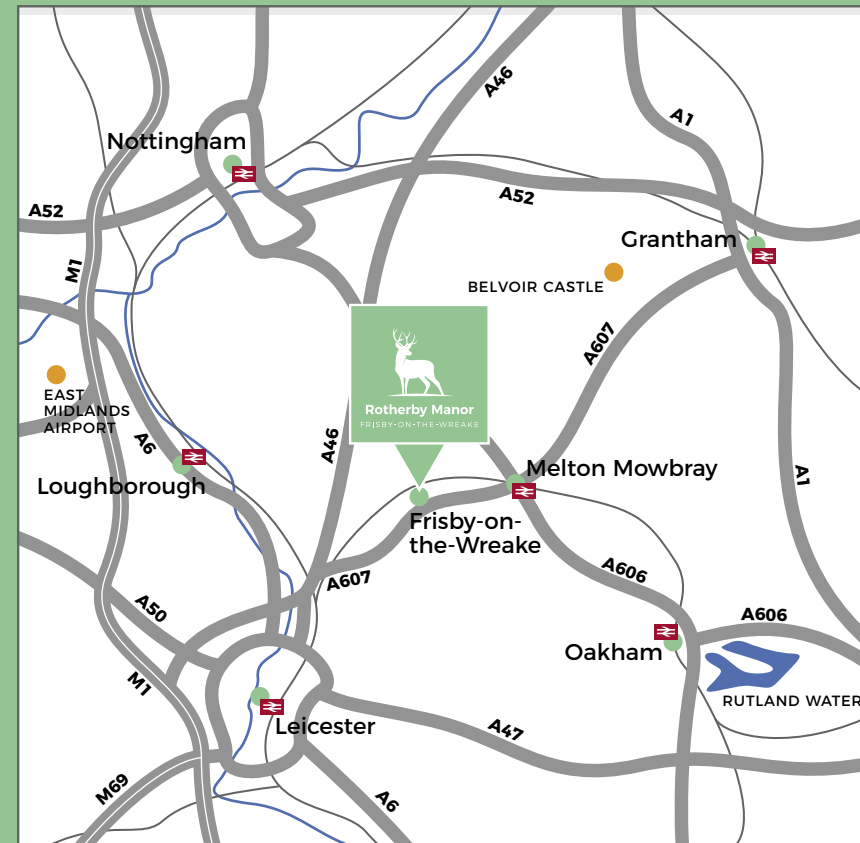 A46
A1
Nottingham
A52
A52
Grantham
M1
BELVOIR CASTLE
A607
EAST
MIDLANDS
AIRPORT
Rotherby Manor
FRISBY-ON-THE-WREAKE
A6
A46
Loughborough
Melton Mowbray
A1
Frisby-on-
the-Wreake
A607
A606
A50
A606
Oakham
M1
RUTLAND WATER
Leicester
A47
M69
A6